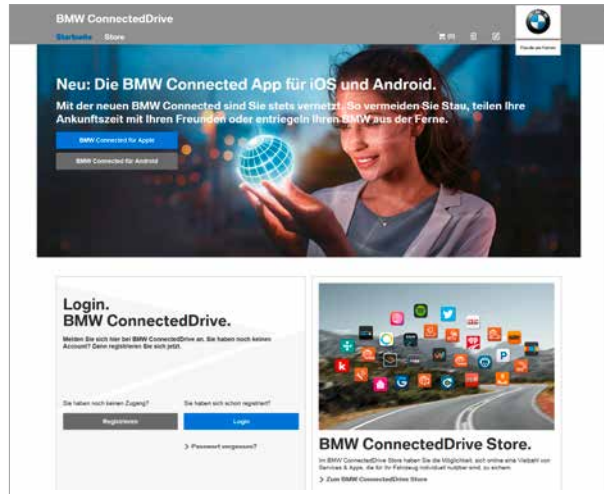 BMW ConnectedDrive
Startseite Store
(0)
Freude am Fahren
Neu: Die BMW Connected App für iOS und Android.
Mit der neuen BMW Connected sind Sie stets vernetzt. So vermeiden Sie Stau, teilen Ihre
Ankunftszeit mit Ihren Freunden oder entriegeln Ihren BMW aus der Ferne.
BMW Connected für Apple
BMW Connected für Android
Login.
BMW ConnectedDrive.
Melden Sie sich hier bei BMW ConnectedDrive an. Sie haben noch keinen
Account? Dann registrieren Sie sich jetzt.
Sie haben noch keinen Zugang?
Sie haben sich schon registriert?
Registrieren
Login
> Passwort vergessen?
BMW ConnectedDrive Store.
Im BMW ConnectedDrive Store haben Sie die Möglichkeit, sich online eine Vielzahl von
Services & Apps, die für Ihr Fahrzeug individuell nutzbar sind, zu sichern.
> Zum BMW ConnectedDrive Store